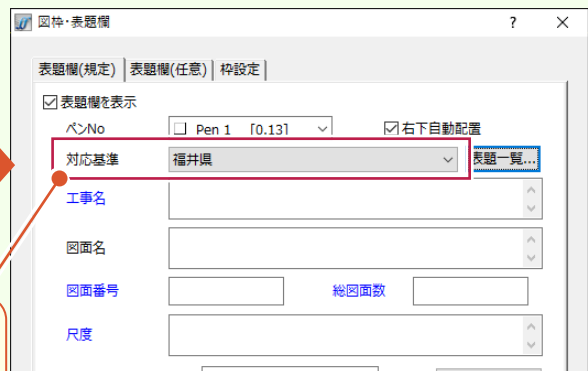 図枠・表題欄 ? ×
表題欄(規定) 表題欄(任意) 枠設定
表題欄を表示
ペンNo Pen 1 [0.13] 右下自動配置
対応基準 福井県 表題一覧...
工事名
図面名
図面番号 総図面数
尺度